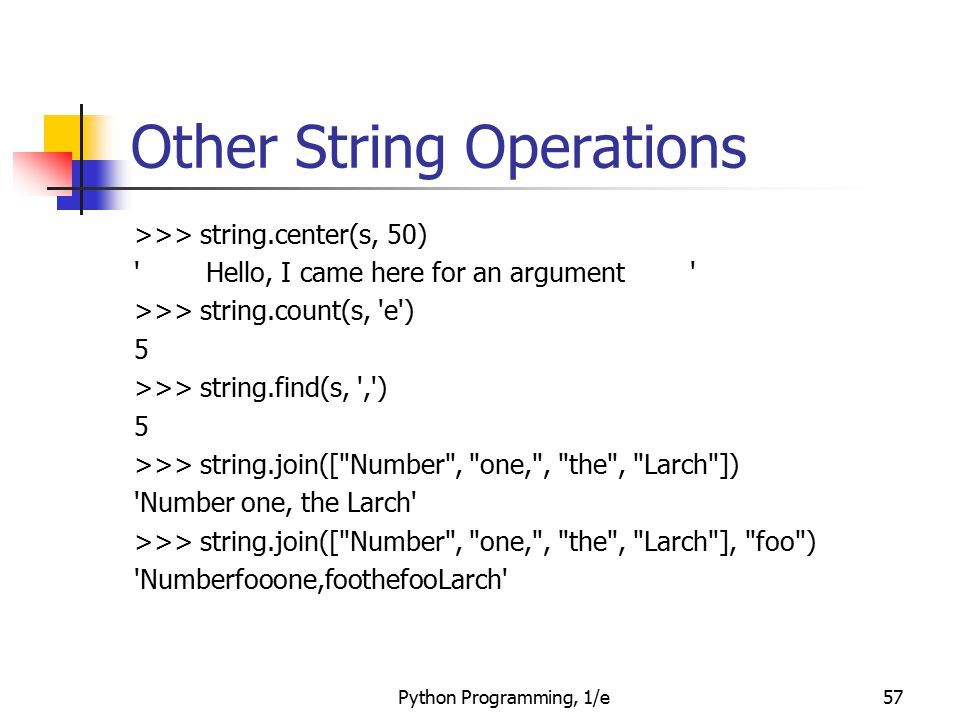 Other String Operations
>>> string.center(s, 50)
'         Hello, I came here for an argument         '
>>> string.count(s, 'e')
5
>>> string.find(s, ',')
5
>>> string.join(["Number", "one,", "the", "Larch"])
'Number one, the Larch'
>>> string.join(["Number", "one,", "the", "Larch"], "foo")
'Numberfooone,foothefooLarch'
Python Programming, 1/e
57